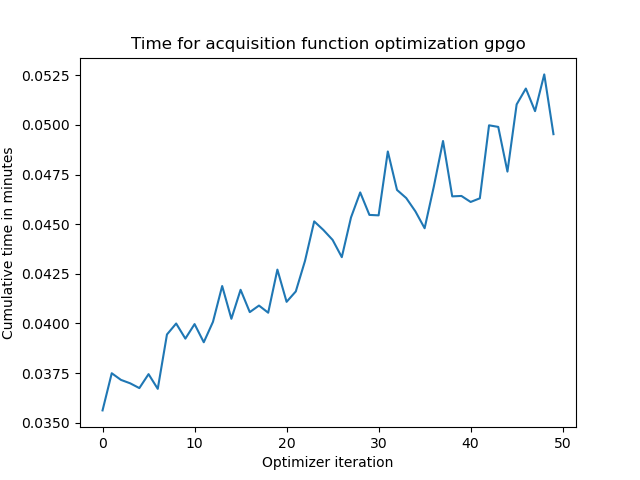 Time for acquisition function optimization gpgo
0.0525
0.0500
0.0475
0.0450
0.0425
0.0400
0.0375
0.0350
Cumulative time in minutes
0 10 20 30 40 50
Optimizer iteration